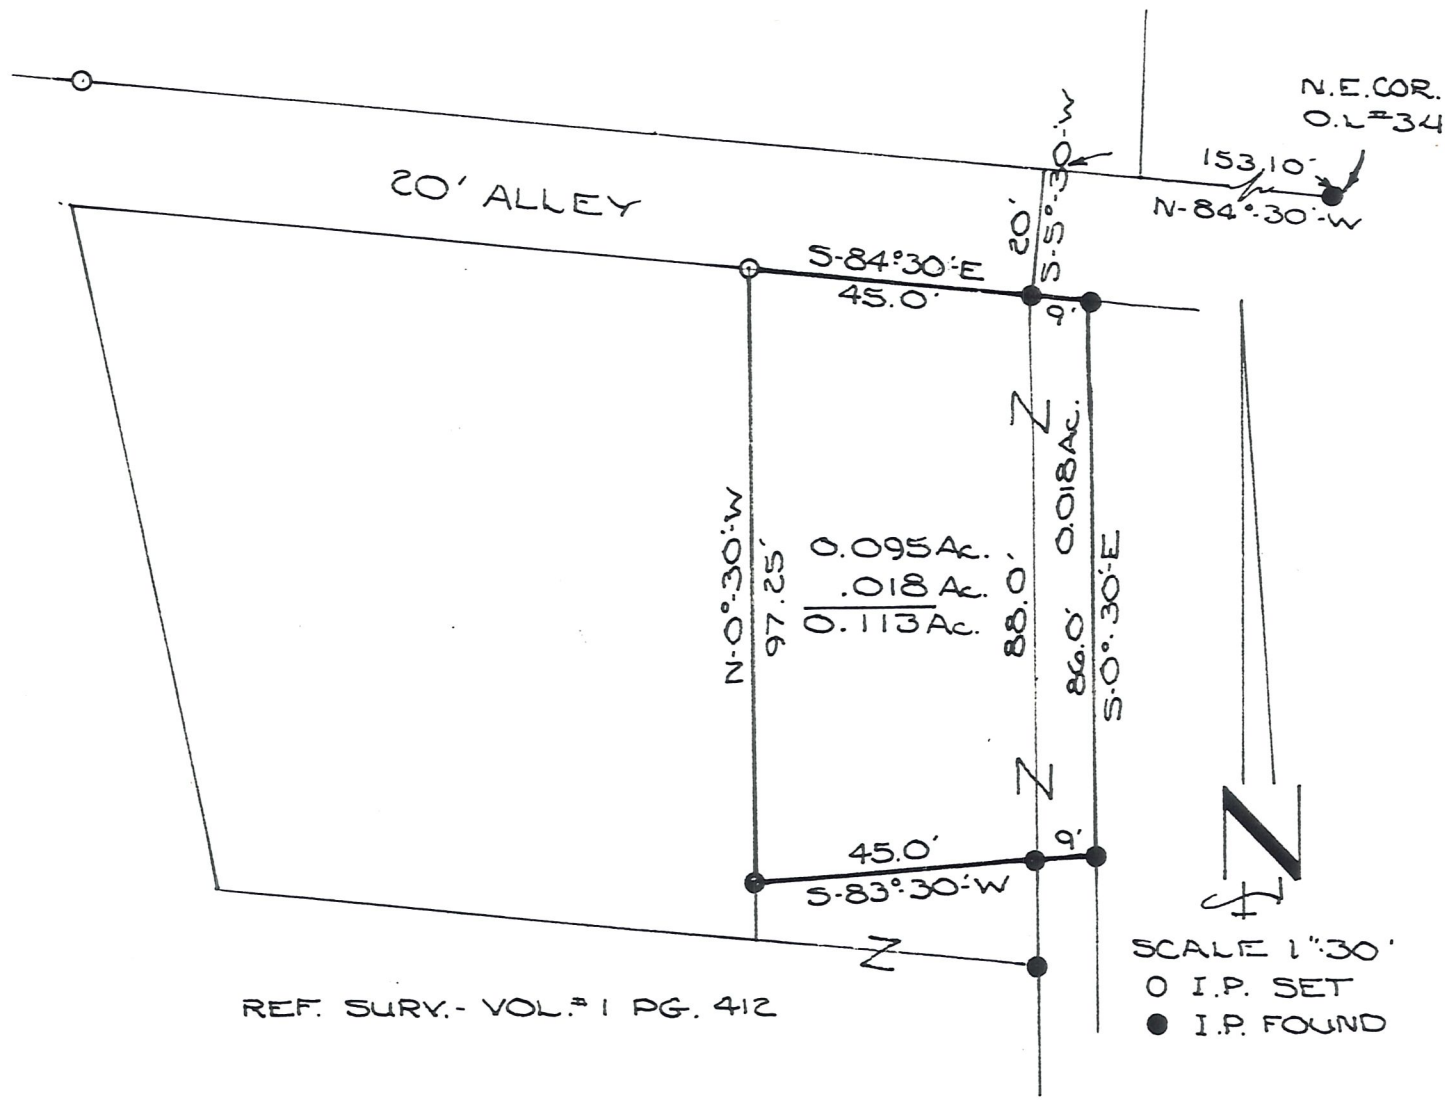 N.E.COR.
O.L#34
153.10'
N-84°-30'-W
20'
S-5°-30'-W
20' ALLEY
S-84°30'-E
45.0'
9'
Z
0.018Ac.
N-0°-30'-W
97.25'
0.095Ac.
.018Ac.
0.113Ac.
88.0'
86.0'
S-0°-30'-E
Z
45.0'
9'
S-83°-30'-W
Z
N
SCALE 1"=30'
O I.P. SET
● I.P. FOUND
REF. SURV.- VOL.# 1 PG. 412